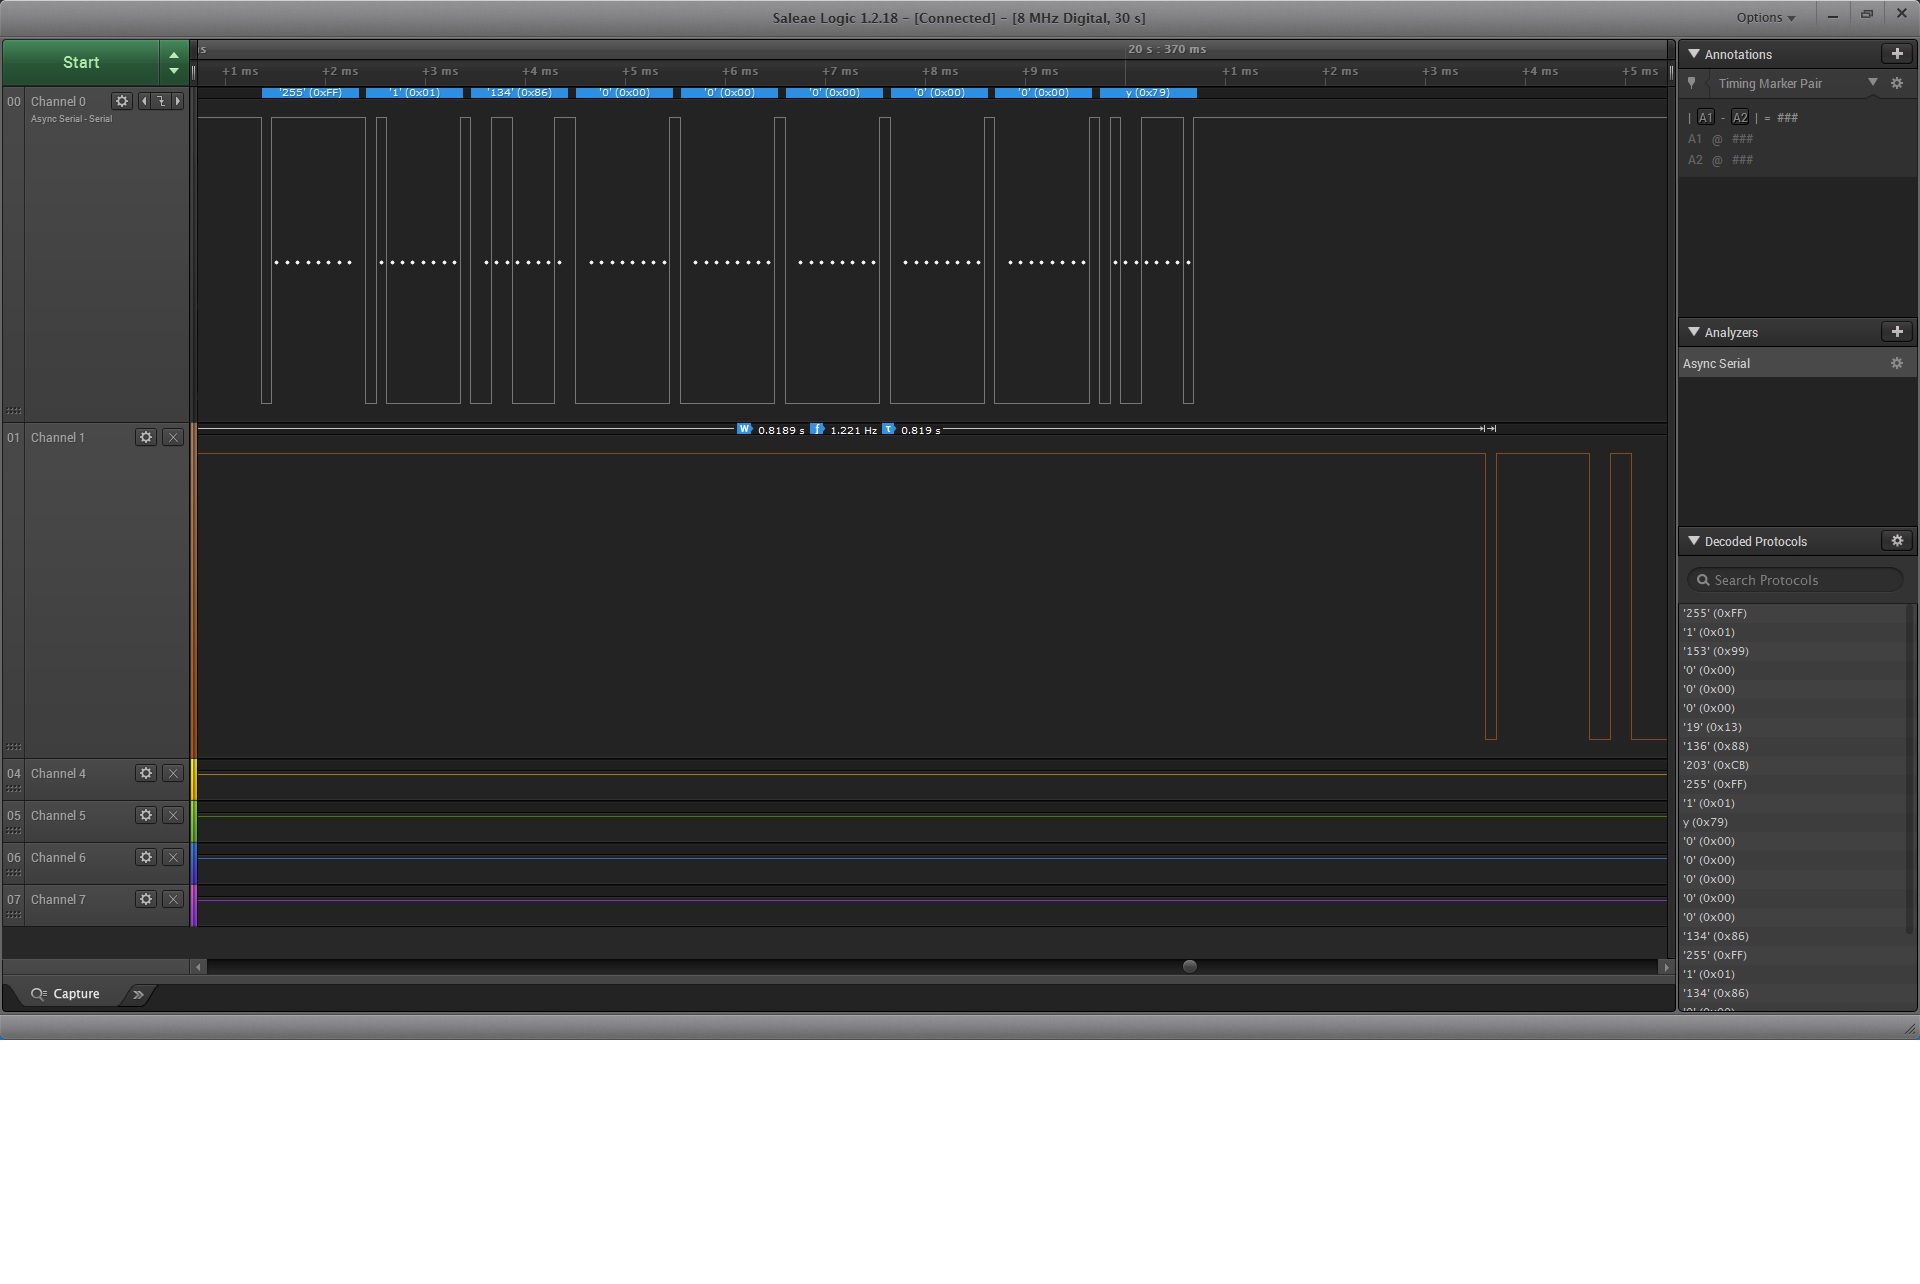 Saleae Logic 1.2.18 - [Connected] - [8 MHz Digital, 30 s]
Options
Start
s
20 s : 370 ms
+1 ms +2 ms +3 ms +4 ms +5 ms +6 ms +7 ms +8 ms +9 ms +1 ms +2 ms +3 ms +4 ms +5 ms
00 Channel 0
Async Serial - Serial
'255' (0xFF) '1' (0x01) '134' (0x86) '0' (0x00) '0' (0x00) '0' (0x00) '0' (0x00) '0' (0x00) y (0x79)
01 Channel 1
W 0.8189 s f 1.221 Hz τ 0.819 s
04 Channel 4
05 Channel 5
06 Channel 6
07 Channel 7
Capture
Annotations
Timing Marker Pair
| A1 - A2 | = ###
A1 @ ###
A2 @ ###
Analyzers
Async Serial
Decoded Protocols
Search Protocols
'255' (0xFF)
'1' (0x01)
'153' (0x99)
'0' (0x00)
'0' (0x00)
'0' (0x00)
'19' (0x13)
'136' (0x88)
'203' (0xCB)
'255' (0xFF)
'1' (0x01)
y (0x79)
'0' (0x00)
'0' (0x00)
'0' (0x00)
'0' (0x00)
'0' (0x00)
'134' (0x86)
'255' (0xFF)
'1' (0x01)
'134' (0x86)